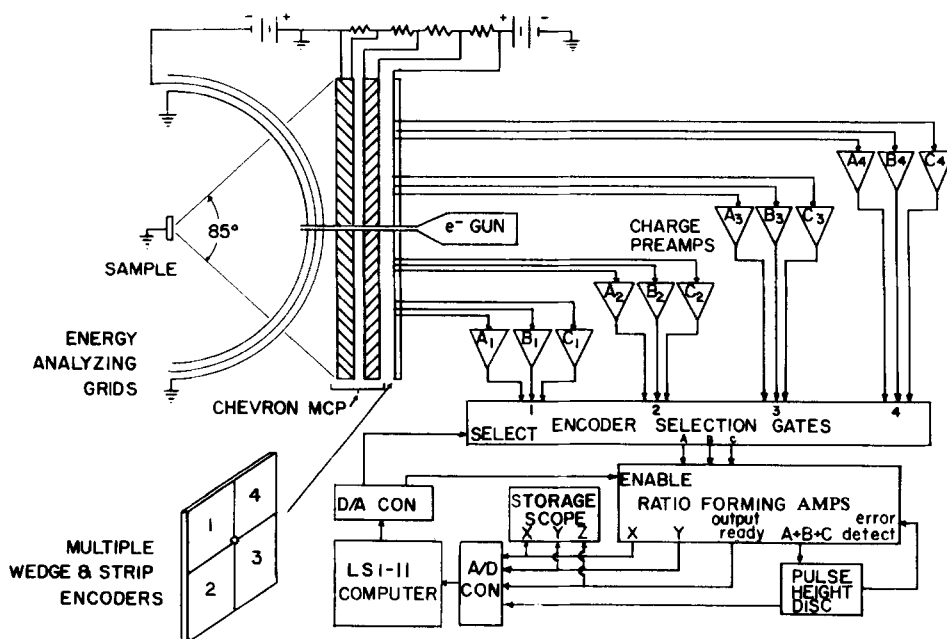 - +
+ -
A4 B4 C4
e- GUN
A3 B3 C3
85°
CHARGE
PREAMPS
SAMPLE
A2 B2 C2
ENERGY
ANALYZING
GRIDS
A1 B1 C1
CHEVRON MCP
1 2 3 4
ENCODER SELECTION GATES
SELECT
A B C
ENABLE
D/A CON
STORAGE
SCOPE
X Y Z
RATIO FORMING AMPS
X Y output
ready A+B+C error
detect
1 4
2 3
MULTIPLE
WEDGE & STRIP
ENCODERS
LSI-11
COMPUTER
A/D
CON
PULSE
HEIGHT
DISC